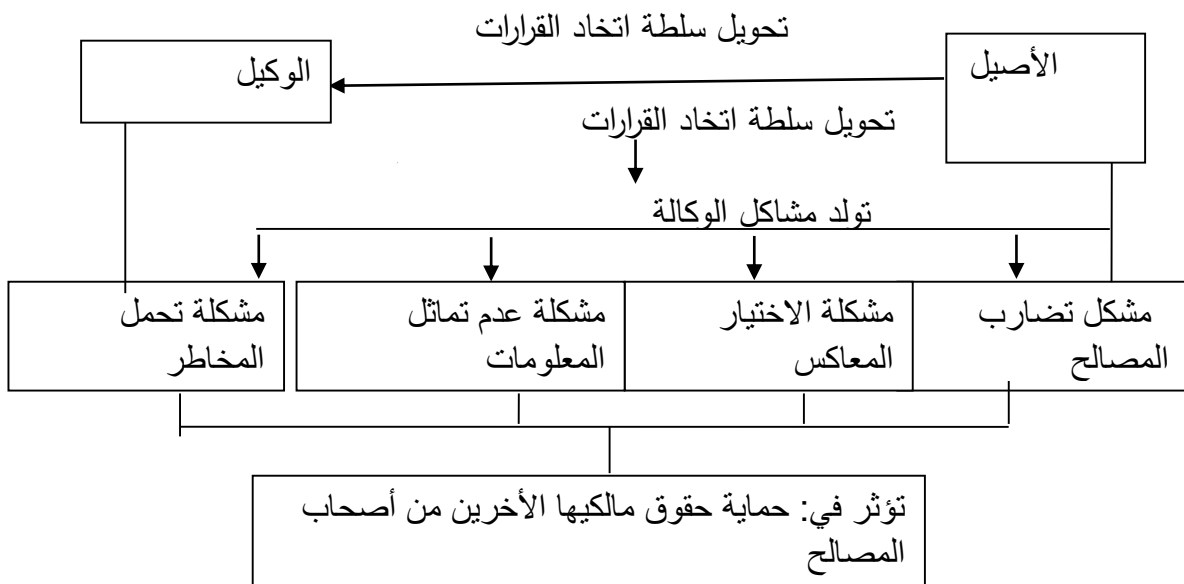 تحويل سلطة اتخاد القرارات
الأصيل
الوكيل
تحويل سلطة اتخاد القرارات
تولد مشاكل الوكالة
مشكل تضارب
المصالح
مشكلة الاختيار
المعاكس
مشكلة عدم تماثل
المعلومات
مشكلة تحمل
المخاطر
تؤثر في: حماية حقوق مالكيها الأخرين من أصحاب
المصالح